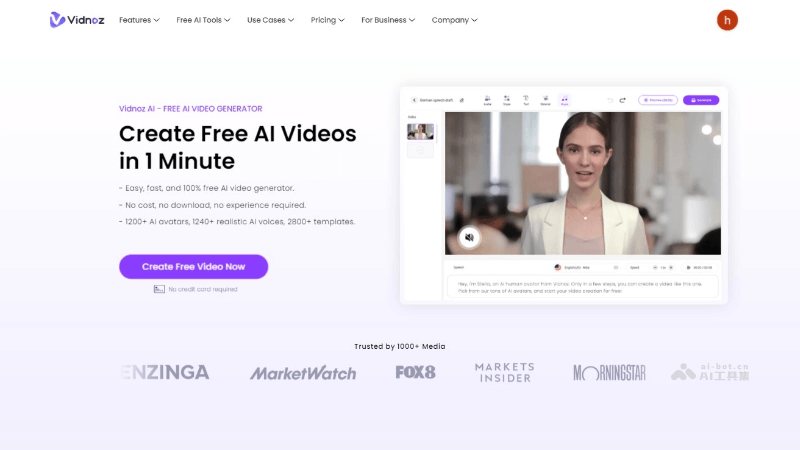 Vidnoz
Features
Free AI Tools
Use Cases
Pricing
For Business
Company
h
Vidnoz AI - FREE AI VIDEO GENERATOR
Create Free AI Videos
in 1 Minute
- Easy, fast, and 100% free AI video generator.
- No cost, no download, no experience required.
- 1200+ AI avatars, 1240+ realistic AI voices, 2800+ templates.
Create Free Video Now
No credit card required
Avatar
Text
Music
Speed
Hey, I'm Stella, an AI human avatar from Vidnoz. Only in a few steps, you can create a video like this one.
Pick from our tons of AI avatars, and start your video creation for free!
Trusted by 1000+ Media
ENZINGA
MarketWatch
FOX8
MARKETS
INSIDER
MORNINGSTAR
ai-bot.cn
AI工具集